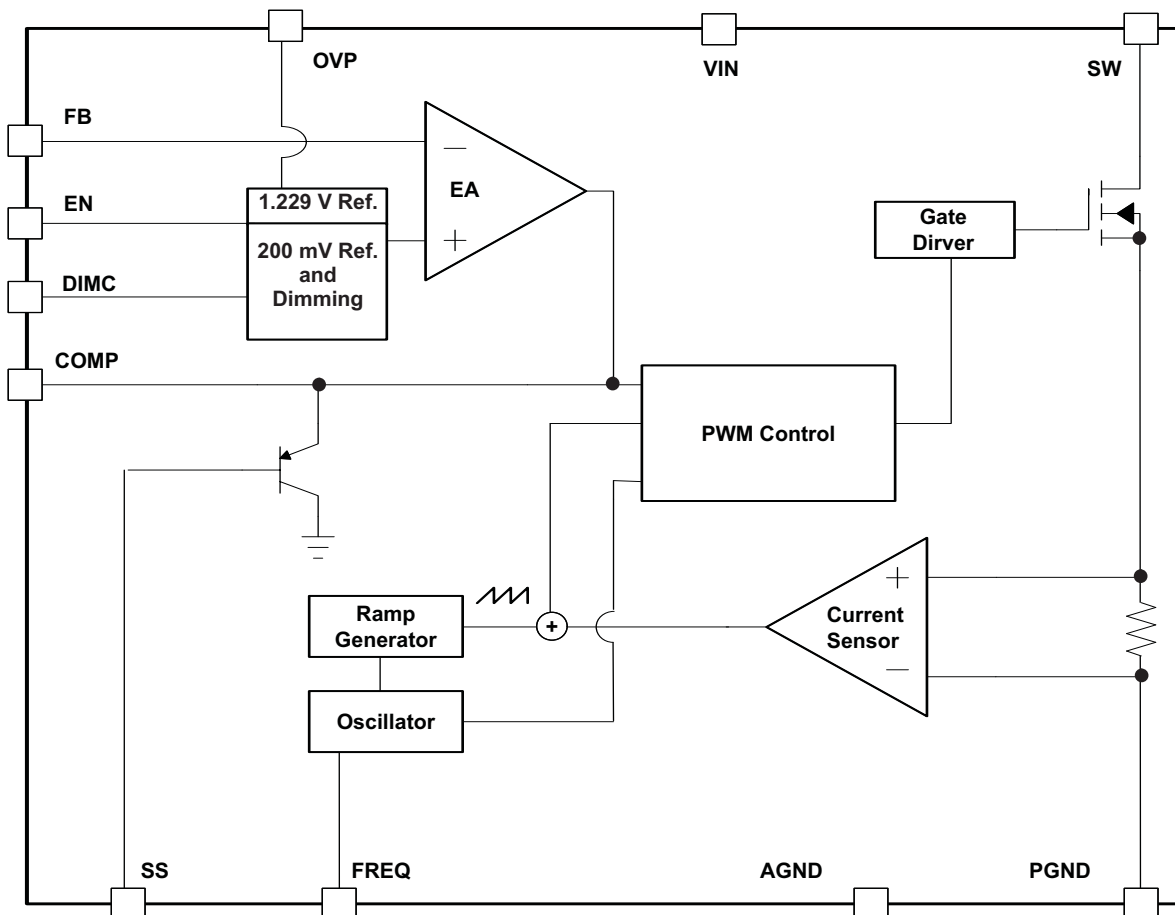 OVP
VIN
SW
FB
EN
DIMC
COMP
1.229 V Ref.
200 mV Ref.
and
Dimming
−
EA
+
Gate
Dirver
PWM Control
Ramp
Generator
+
Oscillator
+
Current
Sensor
−
SS
FREQ
AGND
PGND